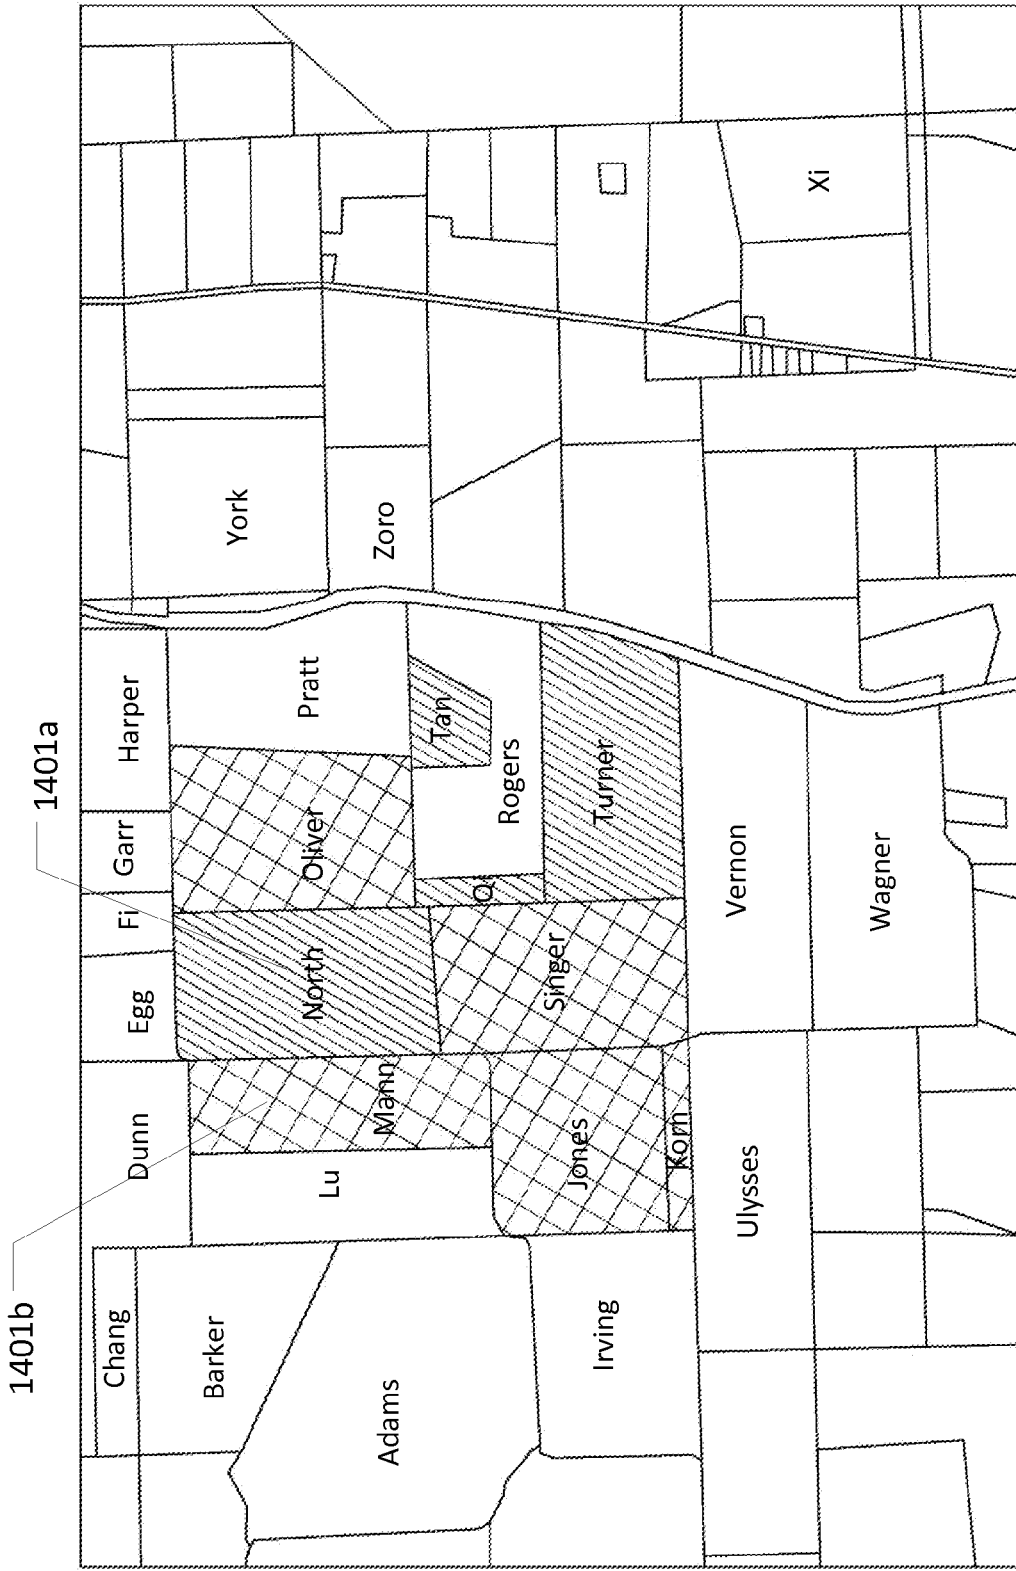 1401b
1401a
Chang
Dunn
Egg
Fi
Garr
Harper
Barker
York
Lu
North
Oliver
Pratt
Adams
Mann
Tan
Zoro
Qi
Rogers
Irving
Jones
Singer
Turner
Korn
Ulysses
Vernon
Xi
Wagner